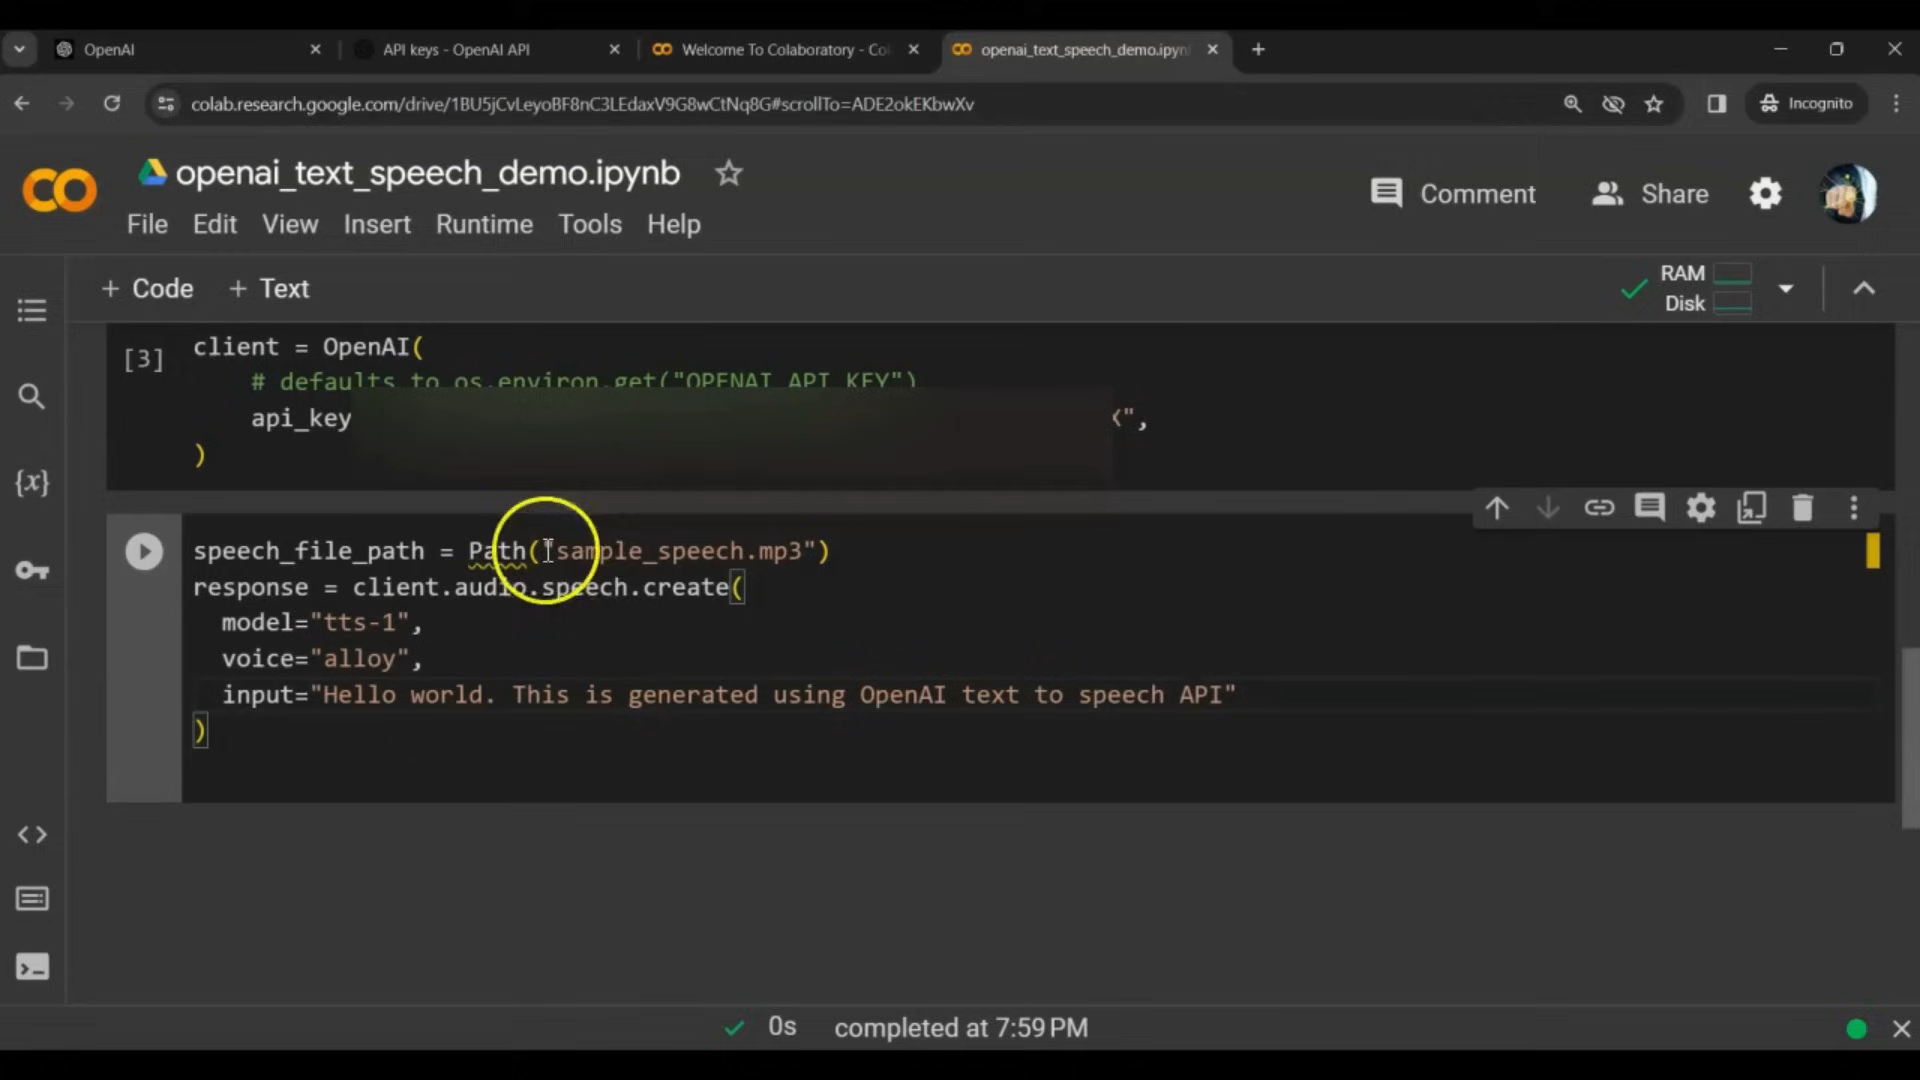 OpenAI
API keys - OpenAI API
Welcome To Colaboratory - Co
openai_text_speech_demo.ipyn
colab.research.google.com/drive/1BU5jCvLeyoBF8nC3LEdaxV9G8wCtNq8G#scrollTo=ADE2okEKbwXv
Incognito
CO
openai_text_speech_demo.ipynb
Comment
Share
File Edit View Insert Runtime Tools Help
+ Code + Text
RAM
Disk
[3]
client = OpenAI(
# defaults to os.environ.get("OPENAI_API_KEY")
api_key
",
)
{x}
speech_file_path = Path("sample_speech.mp3")
response = client.audio.speech.create(
model="tts-1",
voice="alloy",
input="Hello world. This is generated using OpenAI text to speech API"
)
0s completed at 7:59 PM